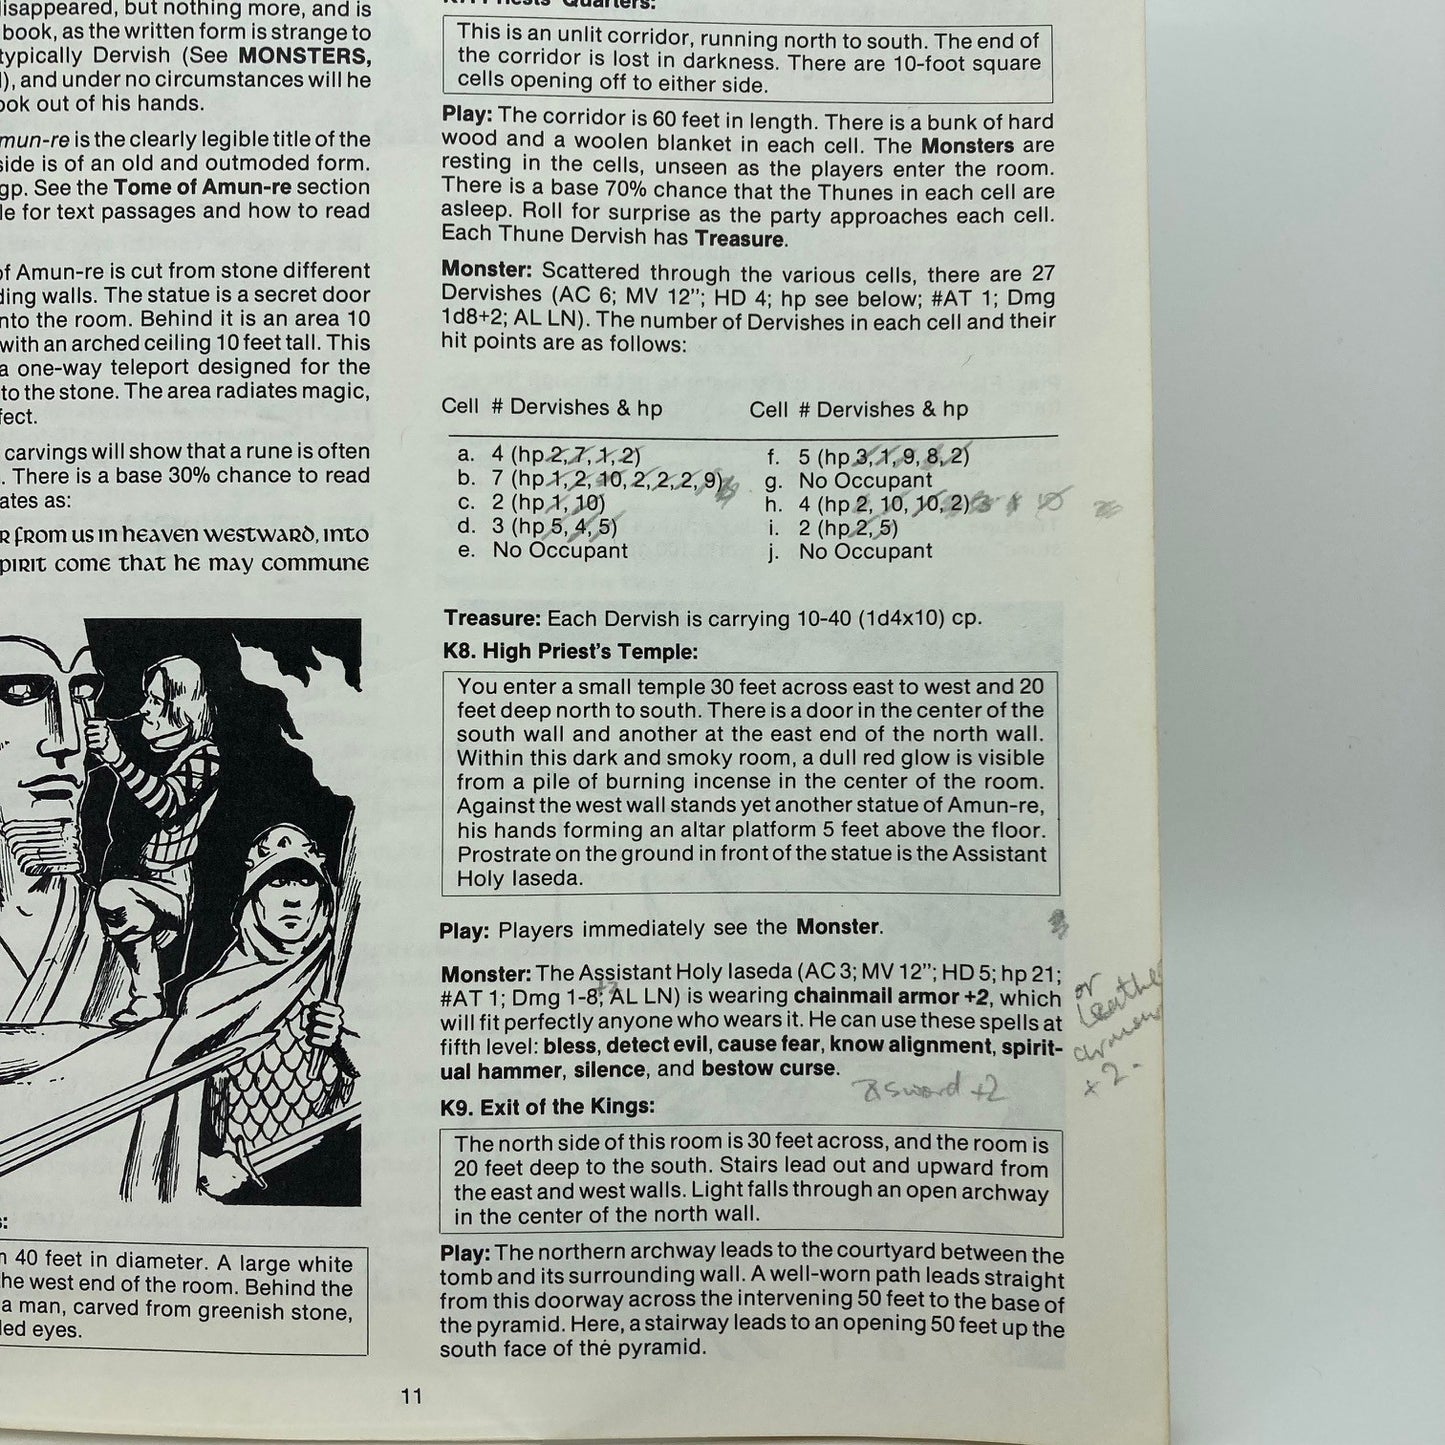 disappeared, but nothing more, and is
book, as the written form is strange to
typically Dervish (See MONSTERS,
), and under no circumstances will he
ook out of his hands.
mun-re is the clearly legible title of the
side is of an old and outmoded form.
gp. See the Tome of Amun-re section
le for text passages and how to read
of Amun-re is cut from stone different
ding walls. The statue is a secret door
nto the room. Behind it is an area 10
with an arched ceiling 10 feet tall. This
a one-way teleport designed for the
to the stone. The area radiates magic,
fect.
carvings will show that a rune is often
. There is a base 30% chance to read
ates as:
r from us in heaven westward, into
pirit come that he may commune
s:
n 40 feet in diameter. A large white
he west end of the room. Behind the
a man, carved from greenish stone,
led eyes.
K7. Priests' Quarters:
This is an unlit corridor, running north to south. The end of
the corridor is lost in darkness. There are 10-foot square
cells opening off to either side.
Play: The corridor is 60 feet in length. There is a bunk of hard
wood and a woolen blanket in each cell. The Monsters are
resting in the cells, unseen as the players enter the room.
There is a base 70% chance that the Thunes in each cell are
asleep. Roll for surprise as the party approaches each cell.
Each Thune Dervish has Treasure.
Monster: Scattered through the various cells, there are 27
Dervishes (AC 6; MV 12"; HD 4; hp see below; #AT 1; Dmg
1d8+2; AL LN). The number of Dervishes in each cell and their
hit points are as follows:
Cell # Dervishes & hp
a. 4 (hp 2, 7, 1, 2)
b. 7 (hp 1, 2, 10, 2, 2, 2, 9)
c. 2 (hp 1, 10)
d. 3 (hp 5, 4, 5)
e. No Occupant
Cell # Dervishes & hp
f. 5 (hp 3, 1, 9, 8, 2)
g. No Occupant
h. 4 (hp 2, 10, 10, 2)
i. 2 (hp 2, 5)
j. No Occupant
Treasure: Each Dervish is carrying 10-40 (1d4x10) cp.
K8. High Priest's Temple:
You enter a small temple 30 feet across east to west and 20
feet deep north to south. There is a door in the center of the
south wall and another at the east end of the north wall.
Within this dark and smoky room, a dull red glow is visible
from a pile of burning incense in the center of the room.
Against the west wall stands yet another statue of Amun-re,
his hands forming an altar platform 5 feet above the floor.
Prostrate on the ground in front of the statue is the Assistant
Holy Iaseda.
Play: Players immediately see the Monster.
Monster: The Assistant Holy Iaseda (AC 3; MV 12"; HD 5; hp 21;
#AT 1; Dmg 1-8; AL LN) is wearing chainmail armor +2, which
will fit perfectly anyone who wears it. He can use these spells at
fifth level: bless, detect evil, cause fear, know alignment, spirit-
ual hammer, silence, and bestow curse.
+2
or
Leather
armour
+2.
sword +2
K9. Exit of the Kings:
The north side of this room is 30 feet across, and the room is
20 feet deep to the south. Stairs lead out and upward from
the east and west walls. Light falls through an open archway
in the center of the north wall.
Play: The northern archway leads to the courtyard between the
tomb and its surrounding wall. A well-worn path leads straight
from this doorway across the intervening 50 feet to the base of
the pyramid. Here, a stairway leads to an opening 50 feet up the
south face of the pyramid.
11